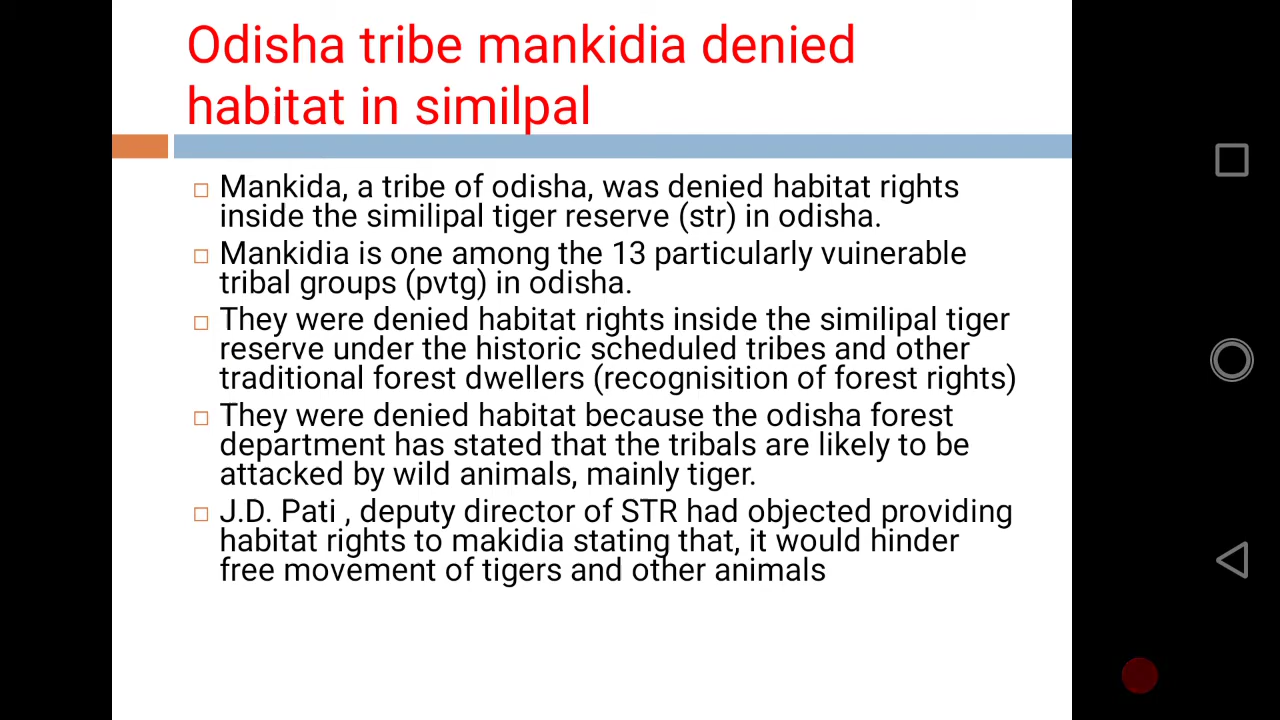 Odisha tribe mankidia denied
habitat in similpal
Mankida, a tribe of odisha, was denied habitat rights
inside the similipal tiger reserve (str) in odisha.
Mankidia is one among the 13 particularly vuinerable
tribal groups (pvtg) in odisha.
They were denied habitat rights inside the similipal tiger
reserve under the historic scheduled tribes and other
traditional forest dwellers (recognisition of forest rights)
They were denied habitat because the odisha forest
department has stated that the tribals are likely to be
attacked by wild animals, mainly tiger.
J.D. Pati , deputy director of STR had objected providing
habitat rights to makidia stating that, it would hinder
free movement of tigers and other animals